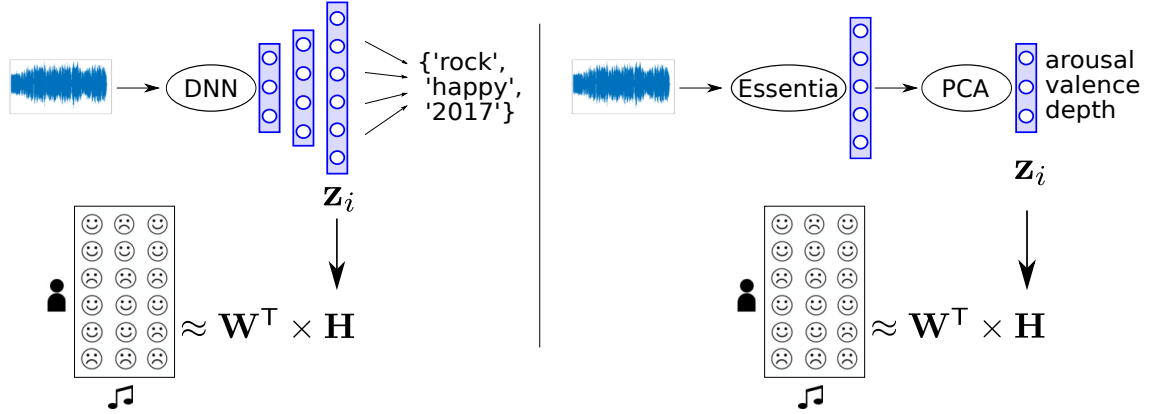 DNN
{'rock',
'happy',
'2017'}
z_i
≈ W^T × H
Essentia
PCA
arousal
valence
depth
z_i
≈ W^T × H